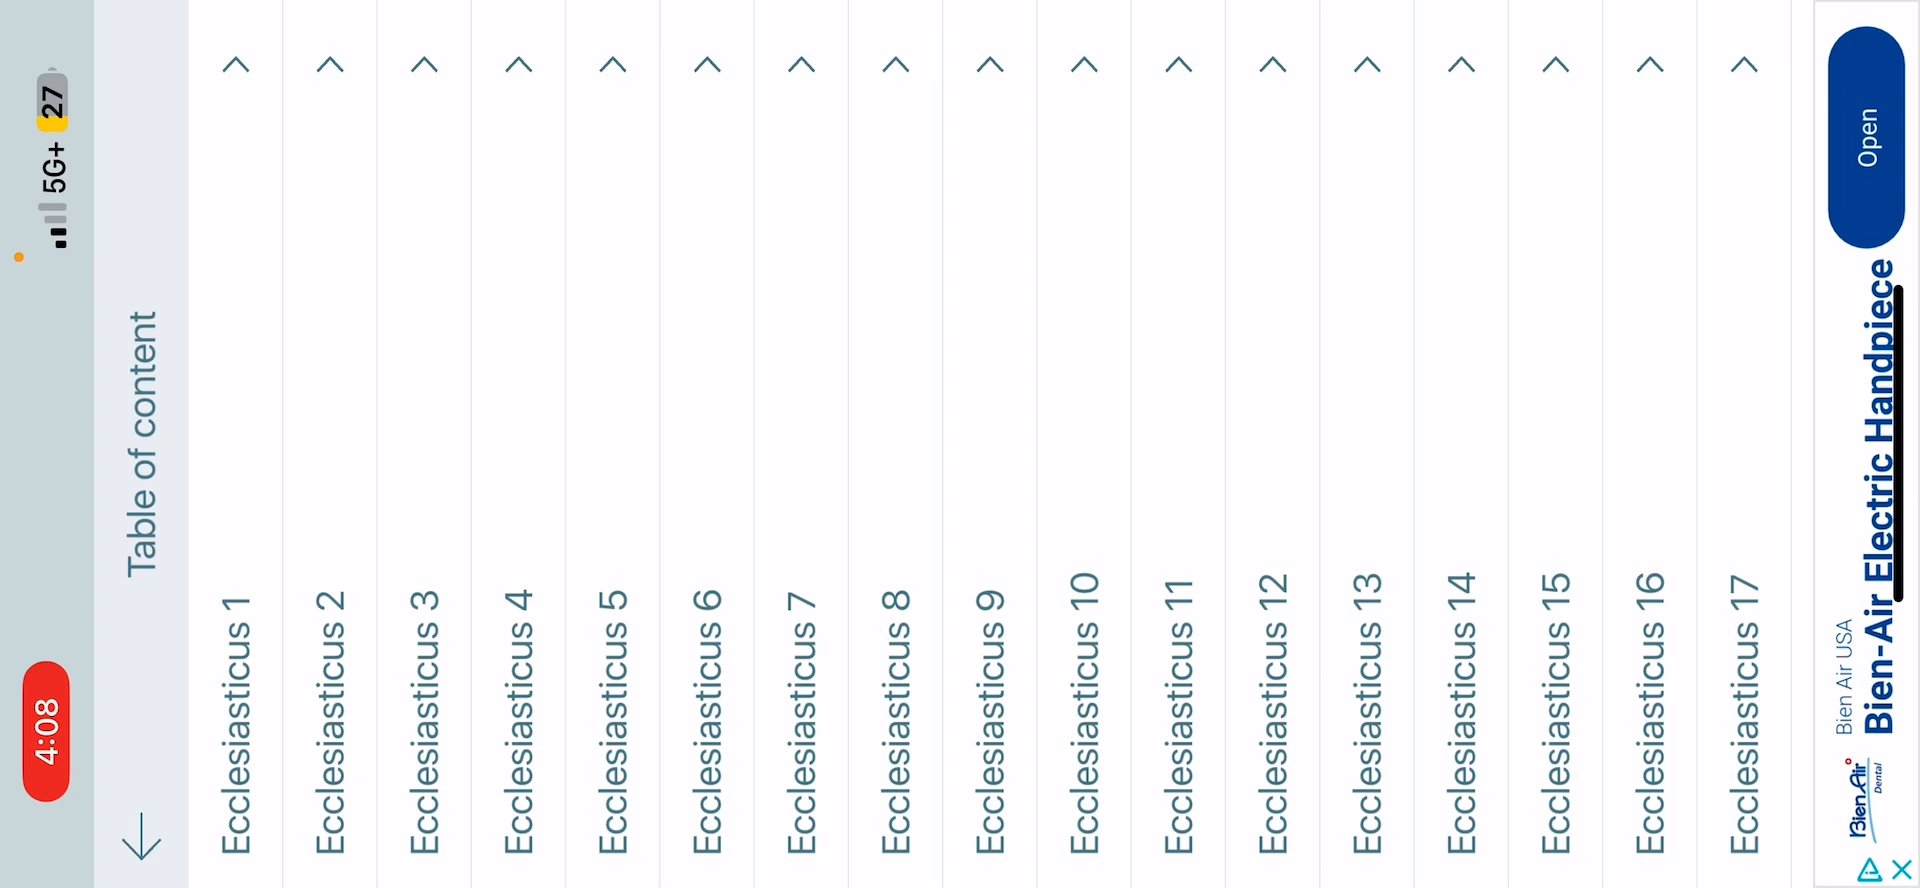 4:08
5G+ 27
Table of content
Ecclesiasticus 1
Ecclesiasticus 2
Ecclesiasticus 3
Ecclesiasticus 4
Ecclesiasticus 5
Ecclesiasticus 6
Ecclesiasticus 7
Ecclesiasticus 8
Ecclesiasticus 9
Ecclesiasticus 10
Ecclesiasticus 11
Ecclesiasticus 12
Ecclesiasticus 13
Ecclesiasticus 14
Ecclesiasticus 15
Ecclesiasticus 16
Ecclesiasticus 17
BienAir
Dental
Bien Air USA
Bien-Air Electric Handpiece
Open